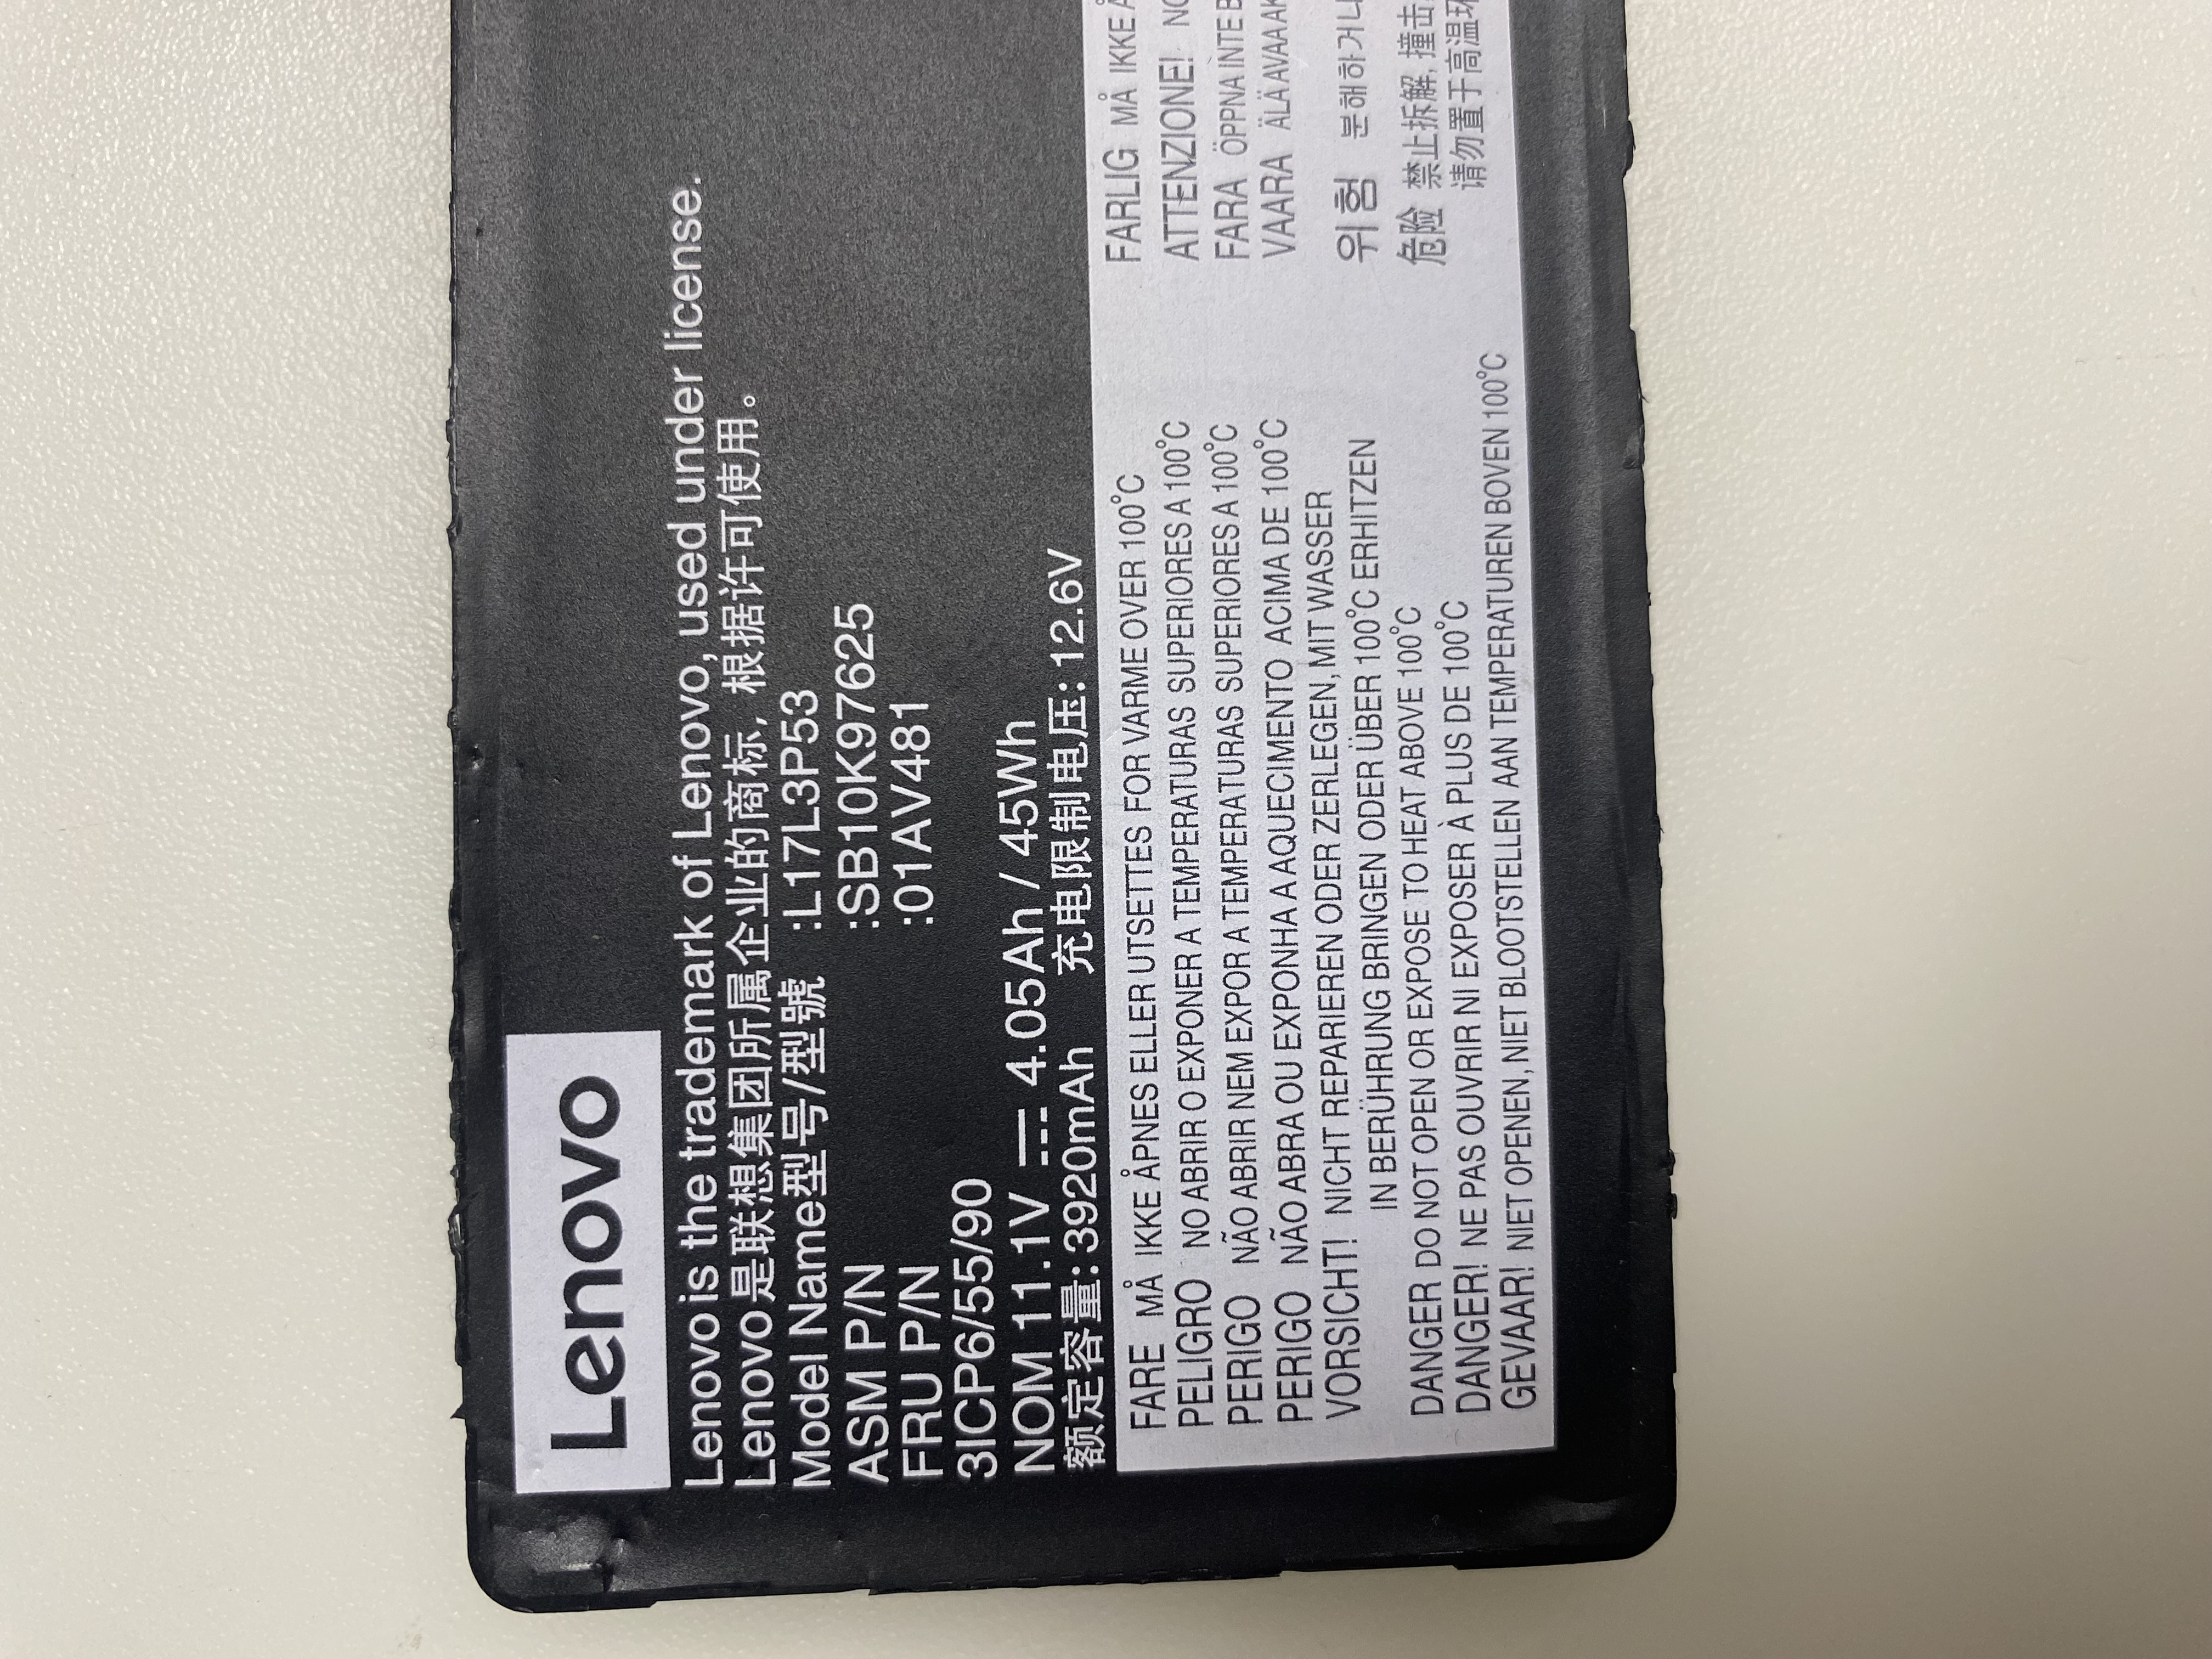 Lenovo
Lenovo is the trademark of Lenovo, used under license.
Lenovo是联想集团所属企业的商标, 根据许可使用。
Model Name型号/型號 :L17L3P53
ASM P/N :SB10K97625
FRU P/N :01AV481
3ICP6/55/90
NOM 11.1V ⎓ 4.05Ah / 45Wh
额定容量: 3920mAh 充电限制电压: 12.6V
FARE MÅ IKKE ÅPNES ELLER UTSETTES FOR VARME OVER 100°C
PELIGRO NO ABRIR O EXPONER A TEMPERATURAS SUPERIORES A 100°C
PERIGO NÃO ABRIR NEM EXPOR A TEMPERATURAS SUPERIORES A 100°C
PERIGO NÃO ABRA OU EXPONHA A AQUECIMENTO ACIMA DE 100°C
VORSICHT! NICHT REPARIEREN ODER ZERLEGEN, MIT WASSER
IN BERÜHRUNG BRINGEN ODER ÜBER 100°C ERHITZEN
DANGER DO NOT OPEN OR EXPOSE TO HEAT ABOVE 100°C
DANGER! NE PAS OUVRIR NI EXPOSER À PLUS DE 100°C
GEVAAR! NIET OPENEN, NIET BLOOTSTELLEN AAN TEMPERATUREN BOVEN 100°C
FARLIG MÅ IKKE
ATTENZIONE!
FARA ÖPPNA INTE
VAARA ÄLÄ
위험 분해하거나
危险 禁止拆解, 撞击,
请勿置于高温环